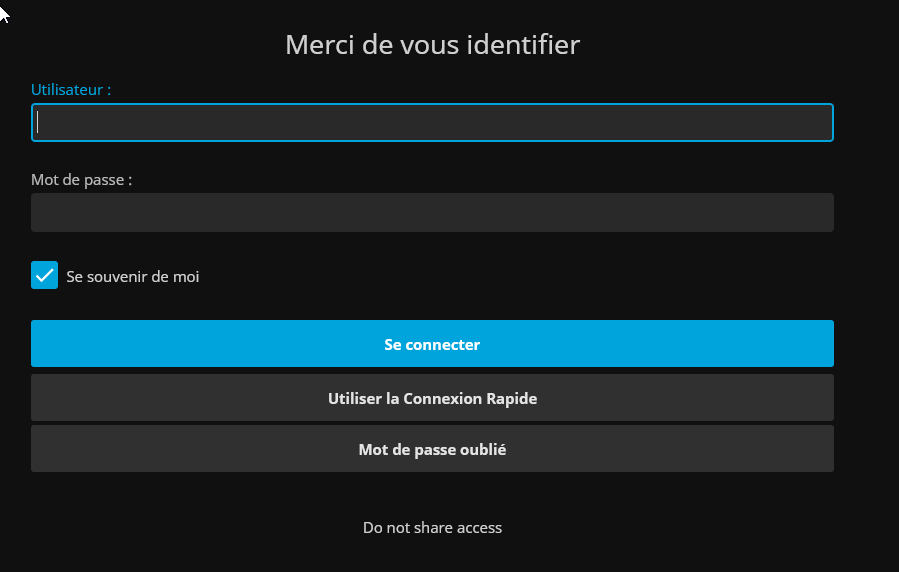 Merci de vous identifier
Utilisateur :
Mot de passe :
Se souvenir de moi
Se connecter
Utiliser la Connexion Rapide
Mot de passe oublié
Do not share access